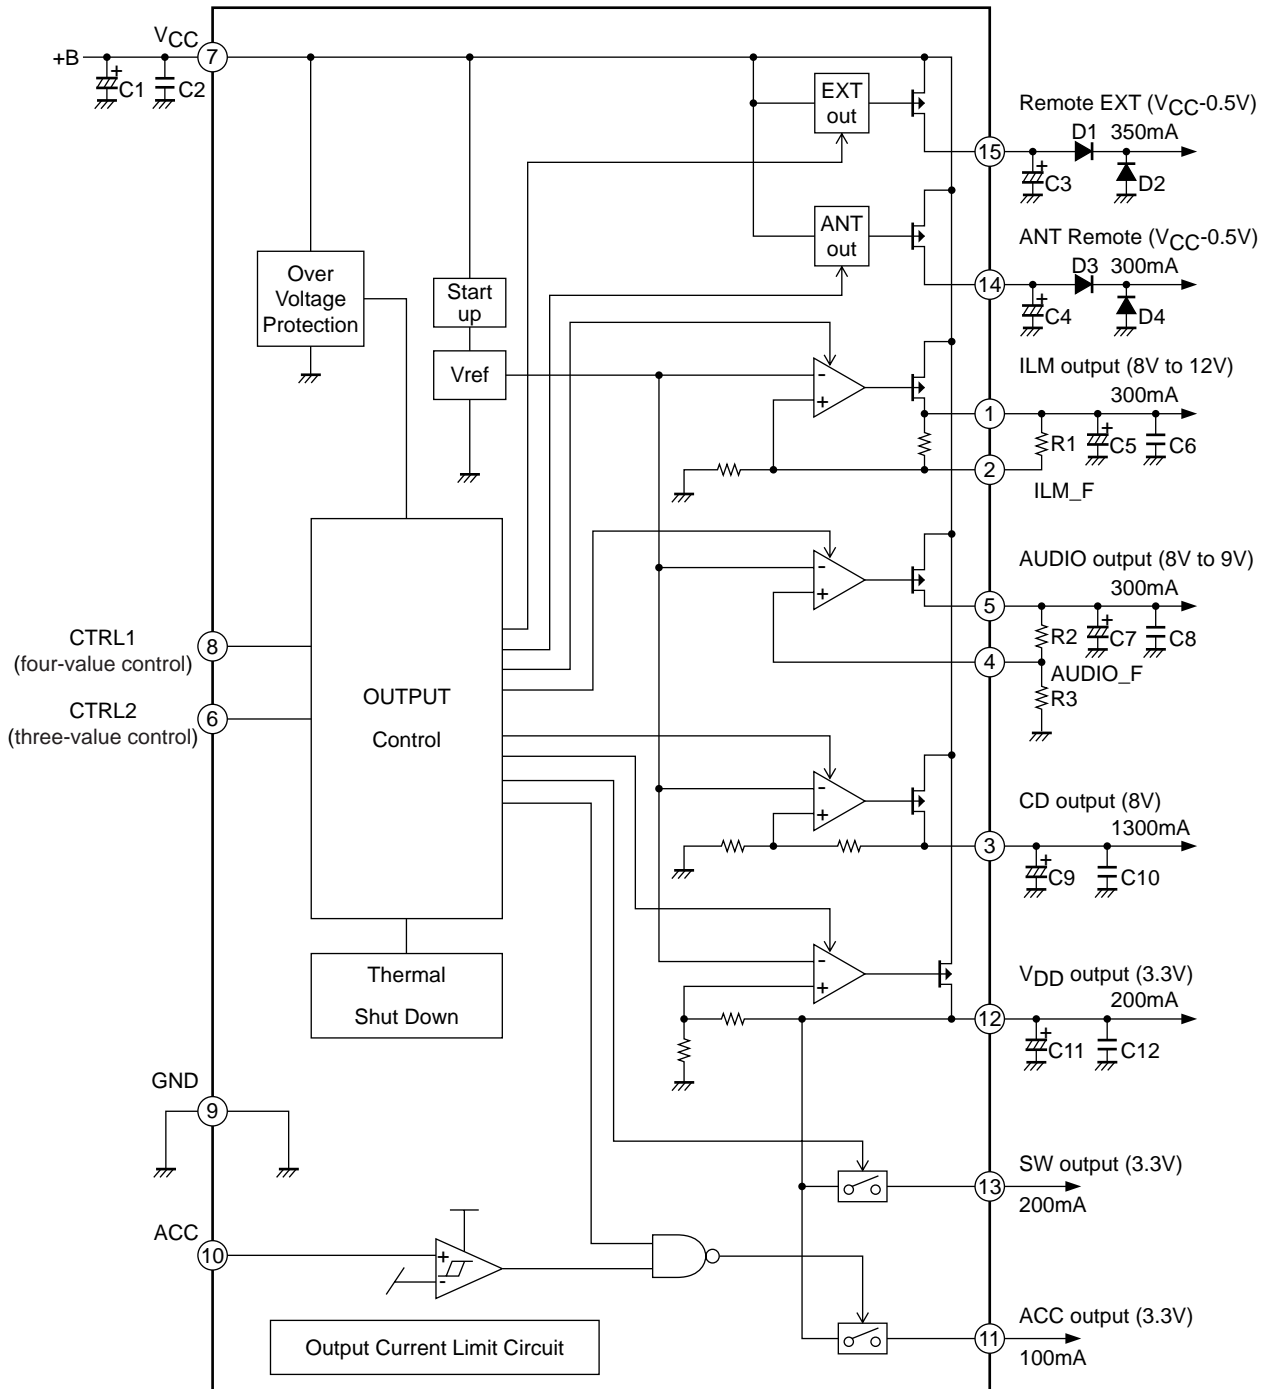 VCC
+B
7
+
C1
C2
EXT
out
Remote EXT (VCC-0.5V)
D1 350mA
15
+
C3
D2
ANT
out
ANT Remote (VCC-0.5V)
D3 300mA
14
+
C4
D4
Over
Voltage
Protection
Start
up
Vref
-
+
ILM output (8V to 12V)
300mA
1
R1
+
C5
C6
2
ILM_F
-
+
AUDIO output (8V to 9V)
300mA
5
R2
+
C7
C8
4
AUDIO_F
R3
CTRL1
(four-value control)
8
CTRL2
(three-value control)
6
OUTPUT
Control
-
+
CD output (8V)
1300mA
3
+
C9
C10
Thermal
Shut Down
-
+
VDD output (3.3V)
200mA
12
+
C11
C12
GND
9
SW output (3.3V)
13
200mA
ACC
10
+
-
ACC output (3.3V)
11
100mA
Output Current Limit Circuit